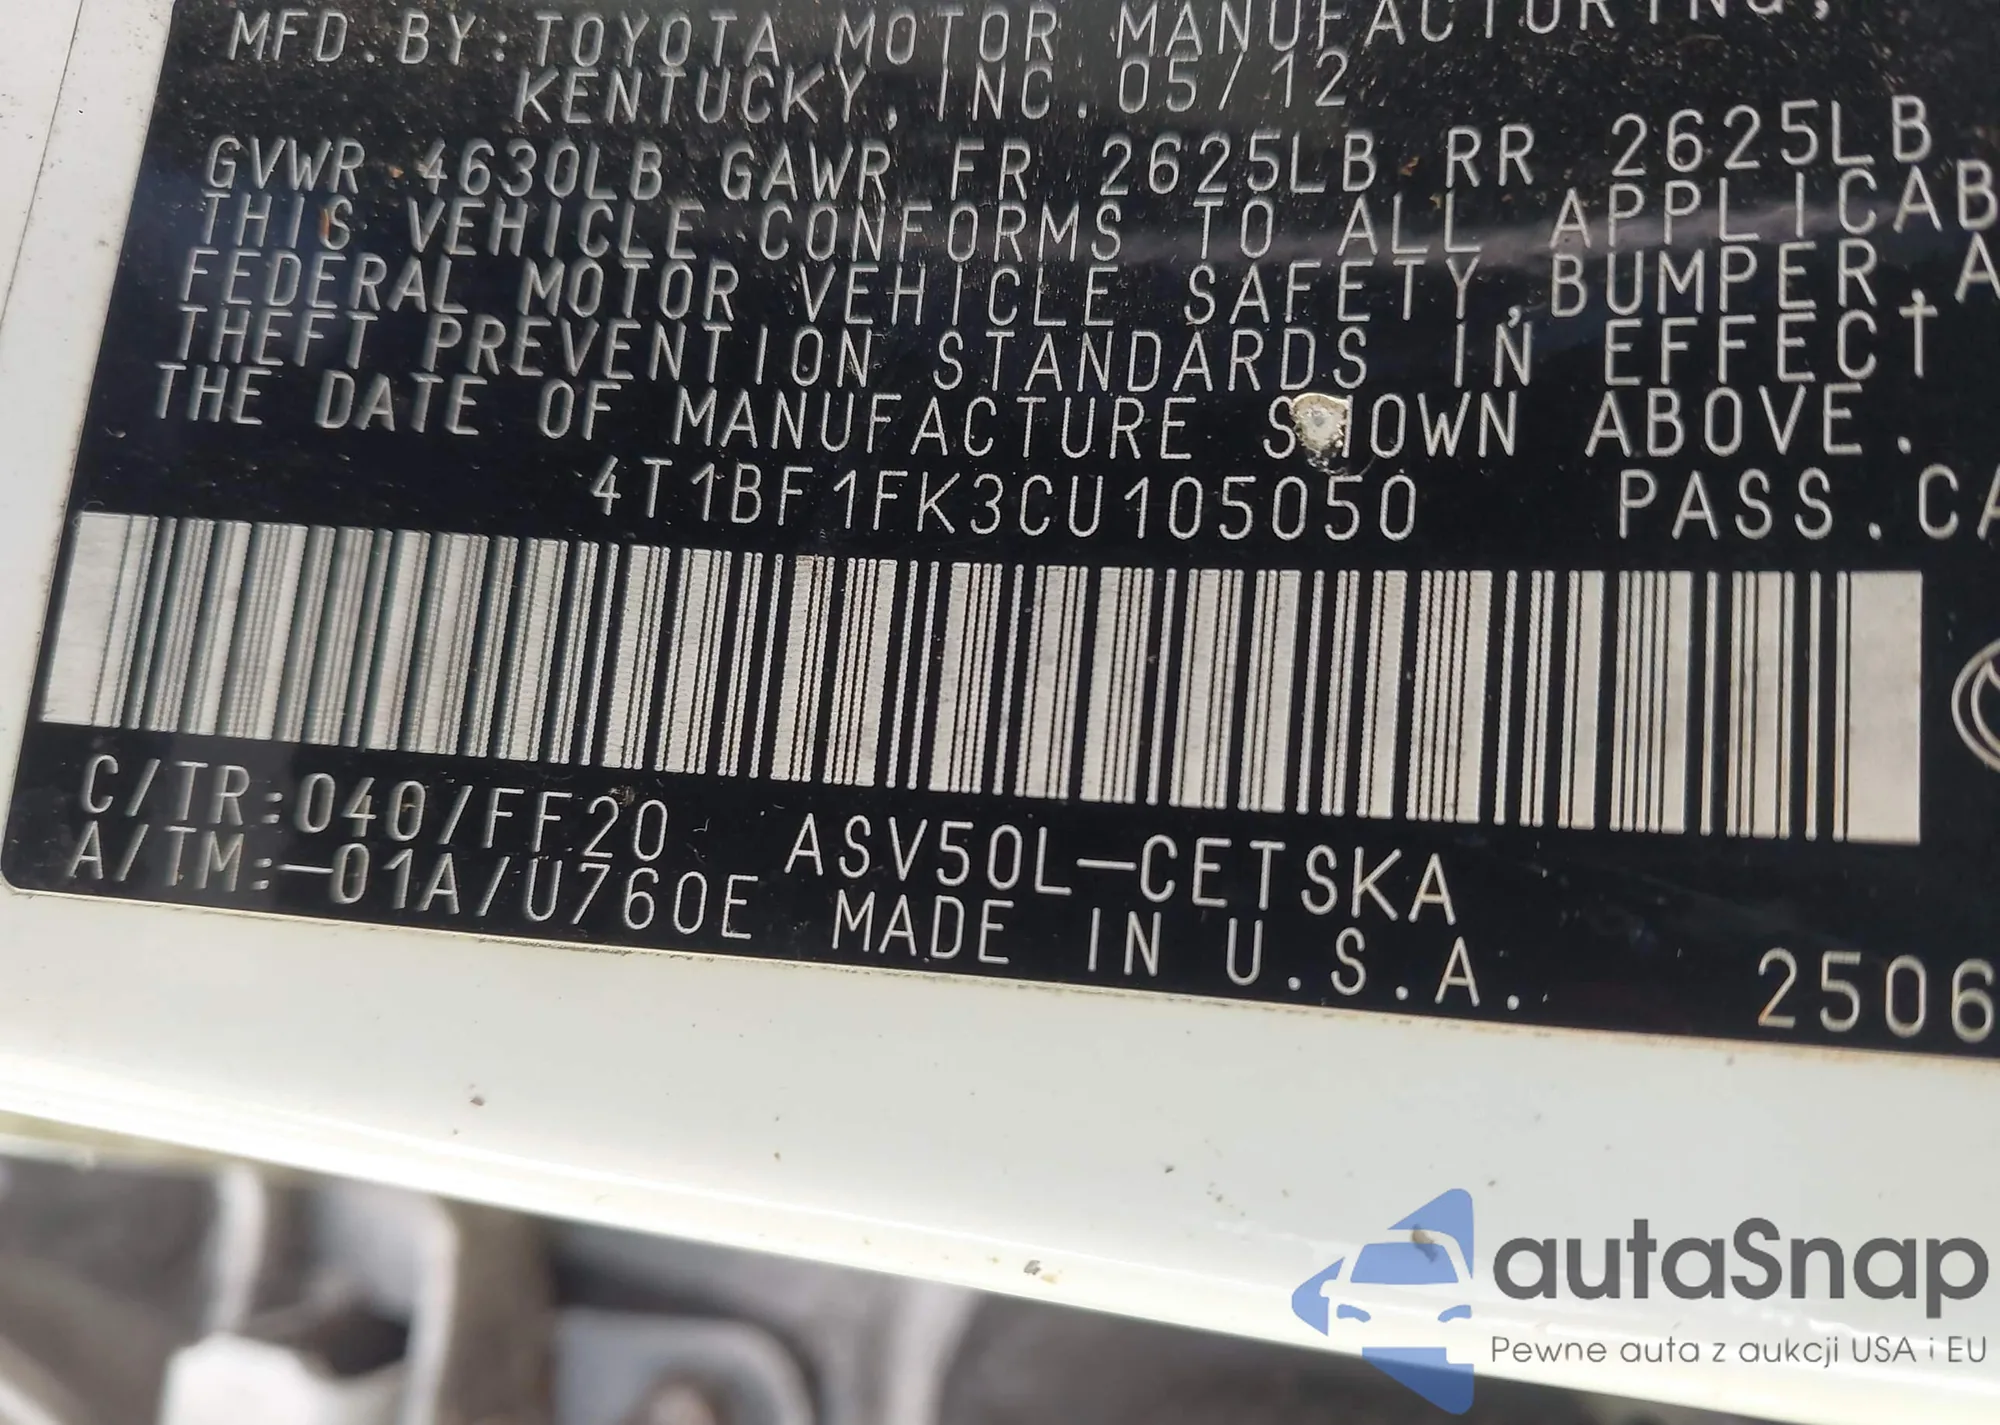 MFD.BY:TOYOTA MOTOR MANUFACTURING,
KENTUCKY, INC. 05/12
GVWR 4630LB GAWR FR 2625LB RR 2625LB
THIS VEHICLE CONFORMS TO ALL APPLICAB
FEDERAL MOTOR VEHICLE SAFETY, BUMPER, A
THEFT PREVENTION STANDARDS IN EFFECT
THE DATE OF MANUFACTURE SHOWN ABOVE.
4T1BF1FK3CU105050 PASS.CA
C/TR:040/FF20 ASV50L-CETSKA
A/TM:-01A/U760E MADE IN U.S.A. 2506
autaSnap
Pewne auta z aukcji USA i EU